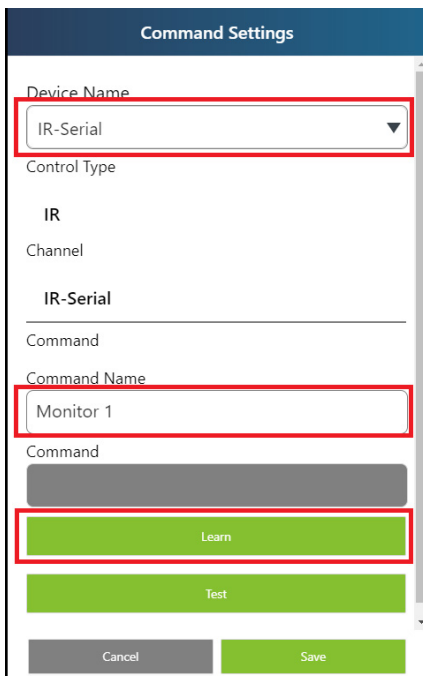 Command Settings
Device Name
IR-Serial
Control Type
IR
Channel
IR-Serial
Command
Command Name
Monitor 1
Command
Learn
Test
Cancel Save